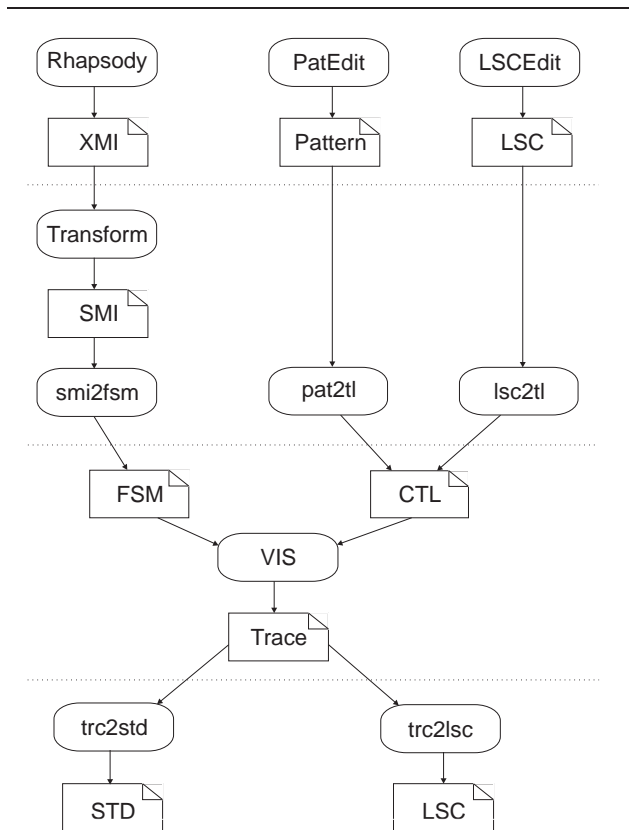 Rhapsody
PatEdit
LSCEdit
XMI
Pattern
LSC
Transform
SMI
smi2fsm
pat2tl
lsc2tl
FSM
CTL
VIS
Trace
trc2std
trc2lsc
STD
LSC